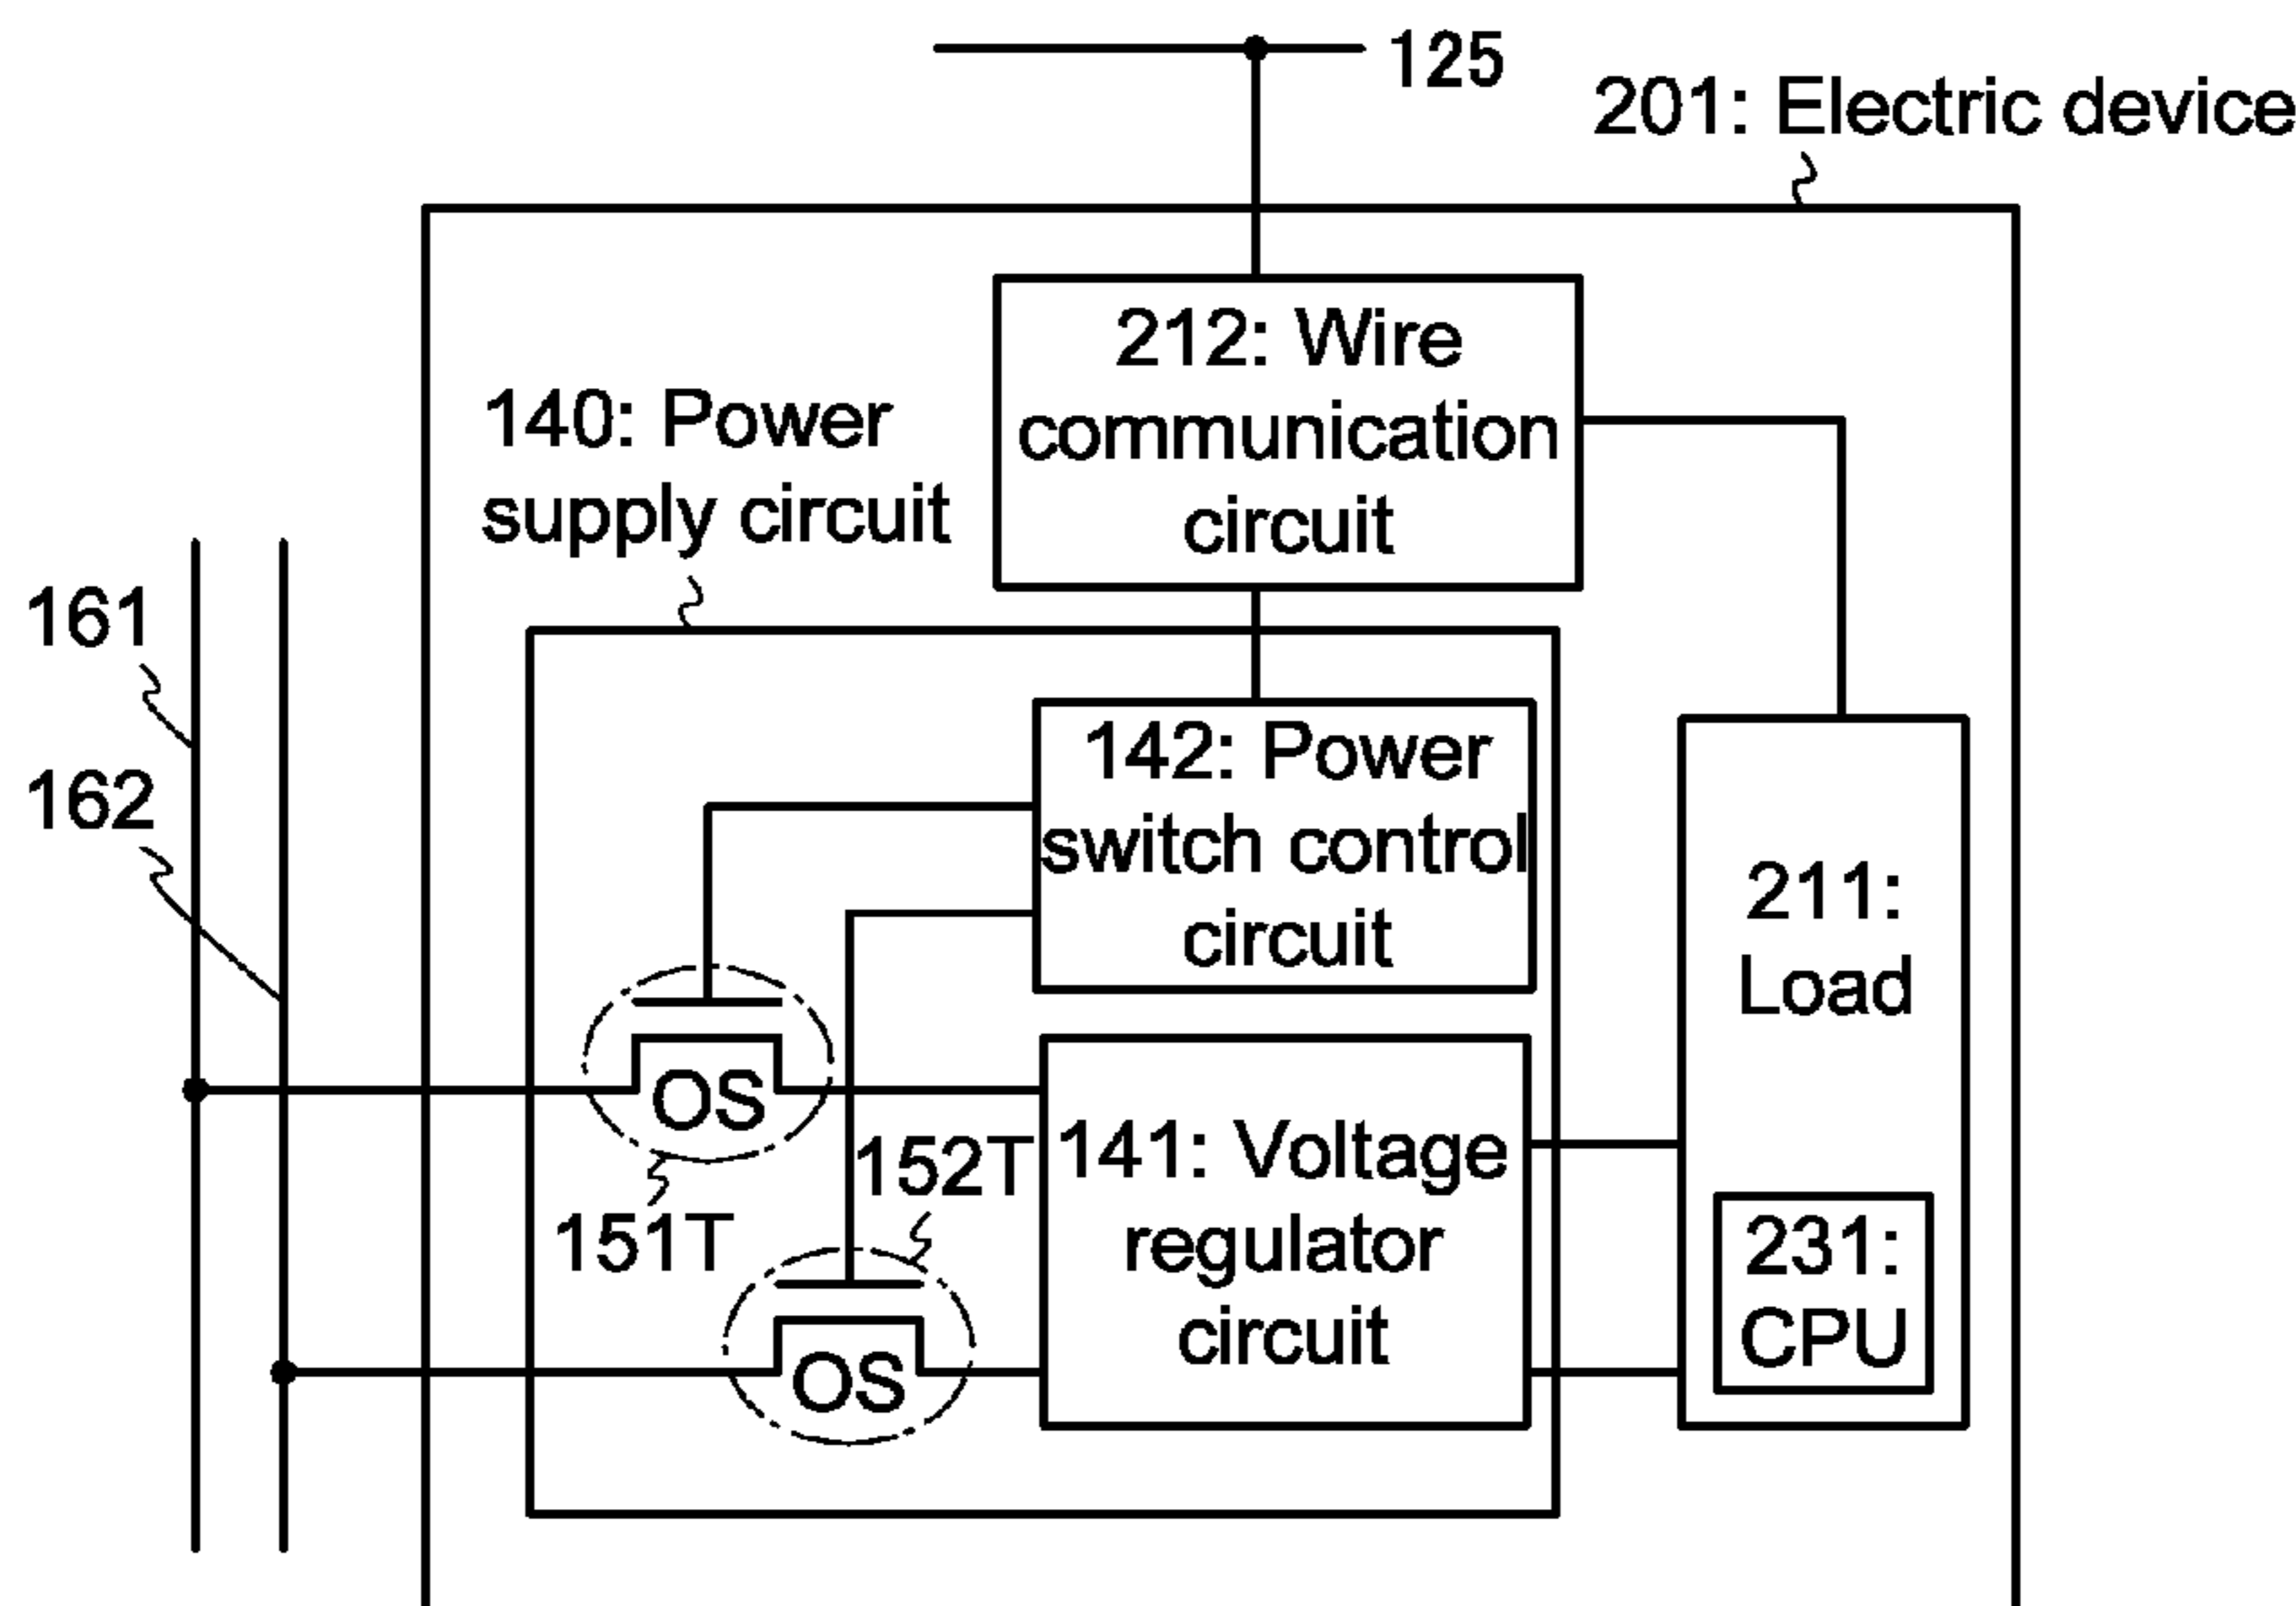 125
201: Electric device
212: Wire
communication
circuit
140: Power
supply circuit
161
162
142: Power
switch control
circuit
211:
Load
OS
151T
152T
141: Voltage
regulator
circuit
231:
CPU
OS